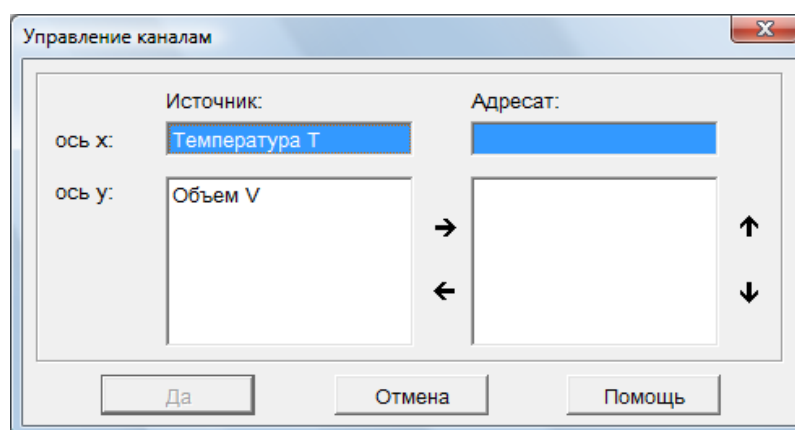 Управление каналам
Источник: Адресат:
ось x: Температура T
ось y: Объем V
Да Отмена Помощь